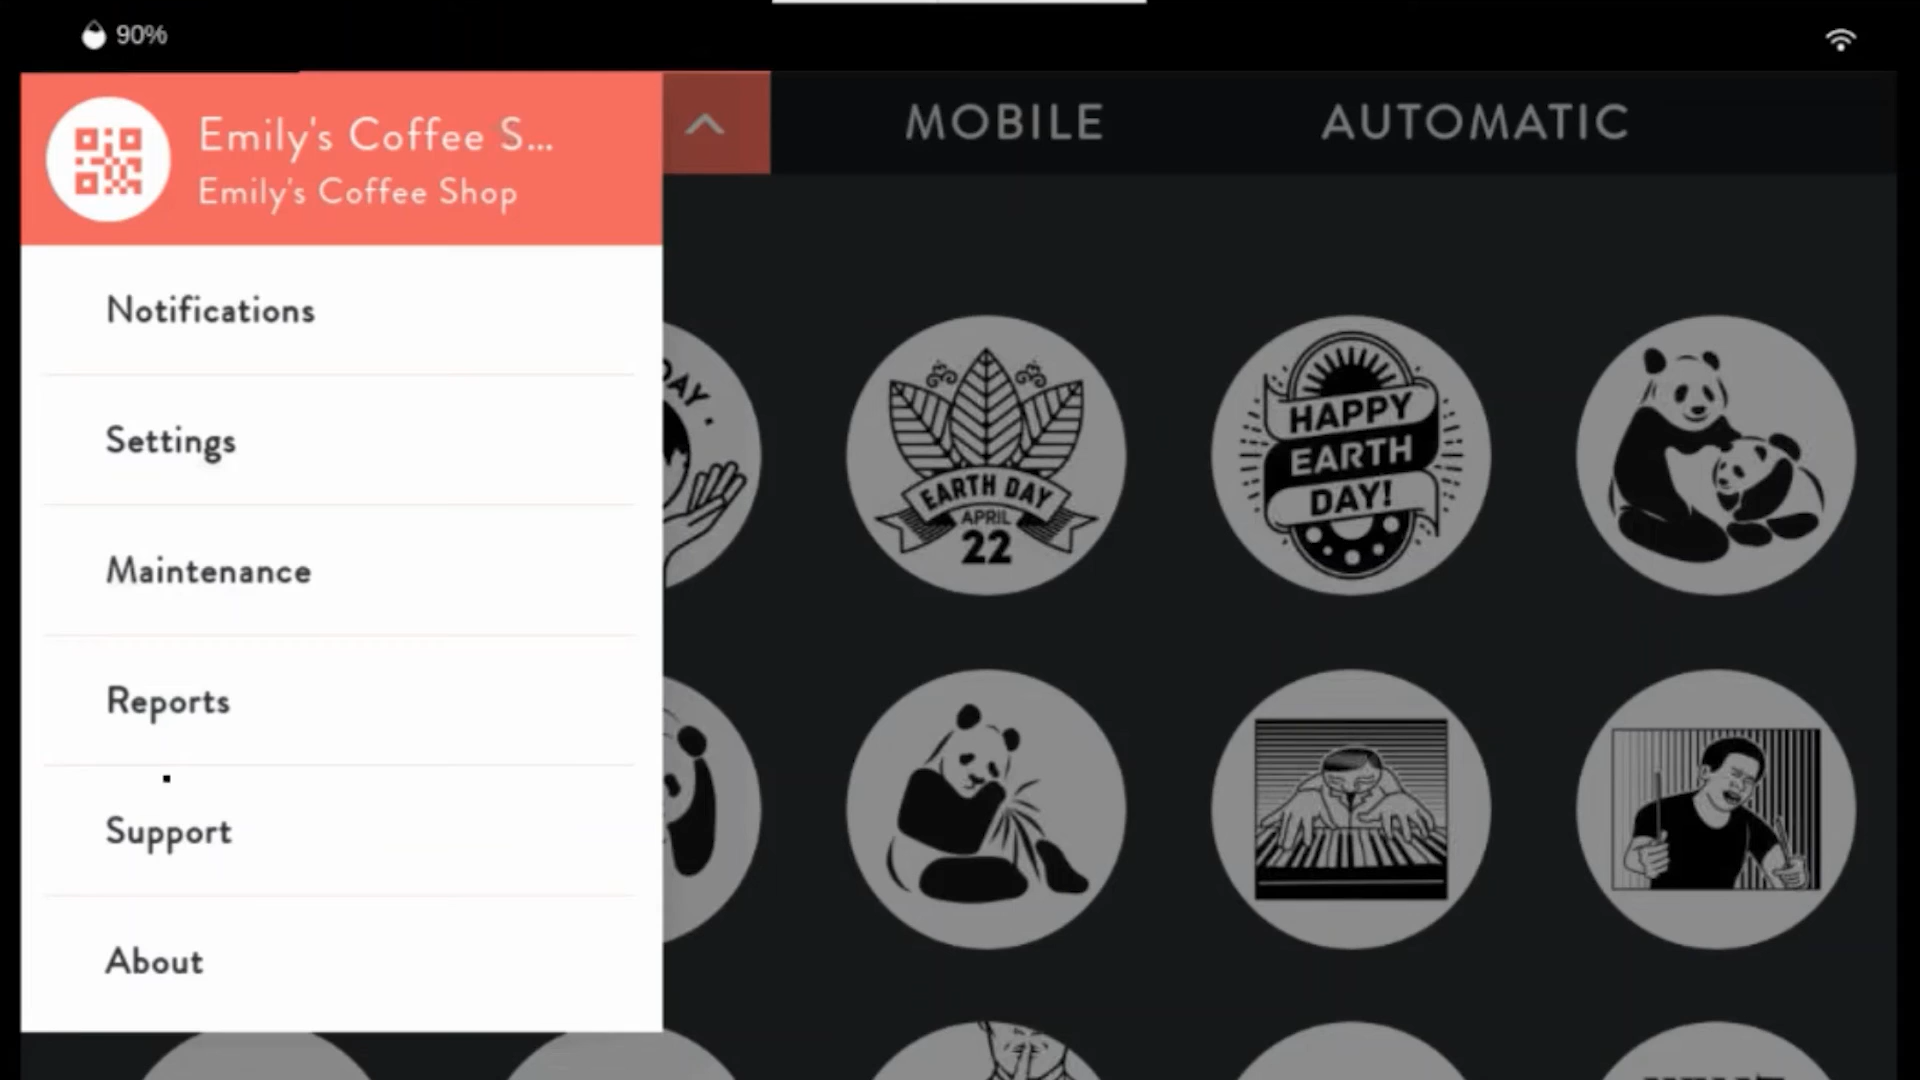 90%
Emily's Coffee S...
Emily's Coffee Shop
MOBILE
AUTOMATIC
Notifications
Settings
Maintenance
Reports
Support
About
DAY
EARTH DAY
APRIL
22
HAPPY
EARTH
DAY!